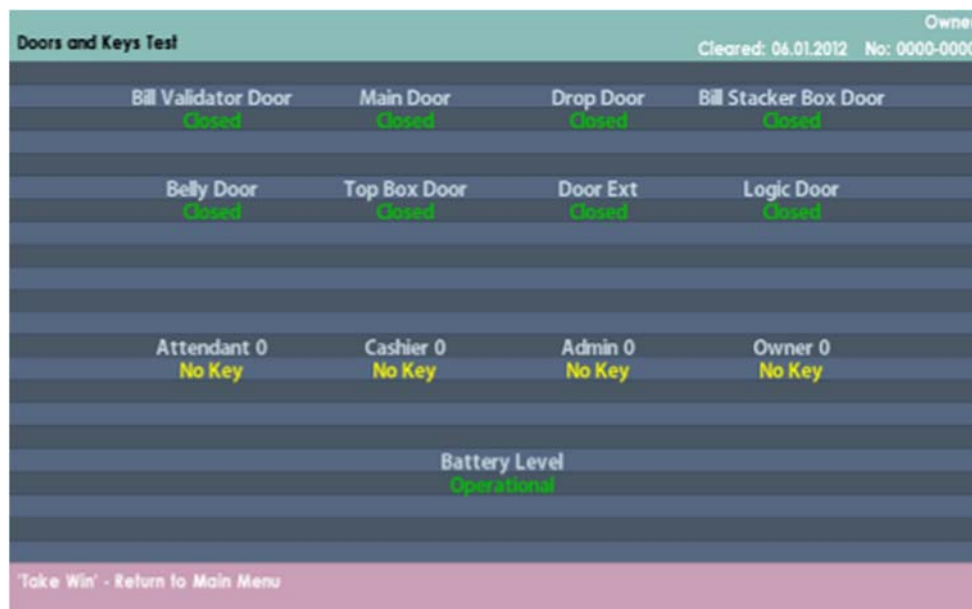 Owner
Doors and Keys Test
Cleared: 06.01.2012 No: 0000-0000
Bill Validator Door Main Door Drop Door Bill Stacker Box Door
Closed Closed Closed Closed
Belly Door Top Box Door Door Ext Logic Door
Closed Closed Closed Closed
Attendant 0 Cashier 0 Admin 0 Owner 0
No Key No Key No Key No Key
Battery Level
Operational
'Take Win' - Return to Main Menu